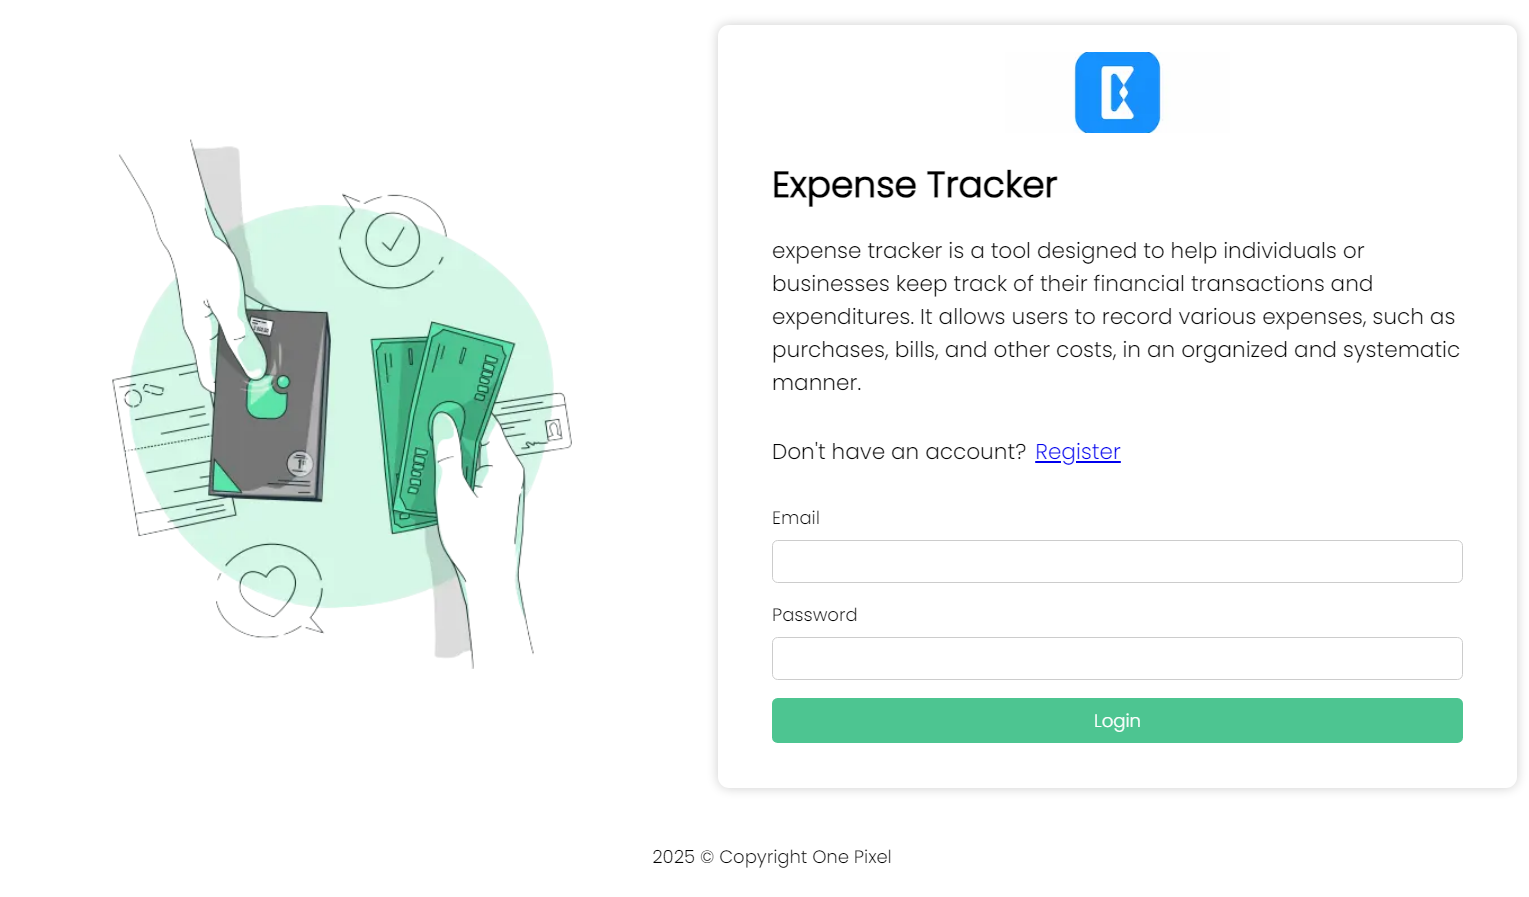 Expense Tracker
expense tracker is a tool designed to help individuals or
businesses keep track of their financial transactions and
expenditures. It allows users to record various expenses, such as
purchases, bills, and other costs, in an organized and systematic
manner.
Don't have an account? Register
Email
Password
Login
2025 © Copyright One Pixel